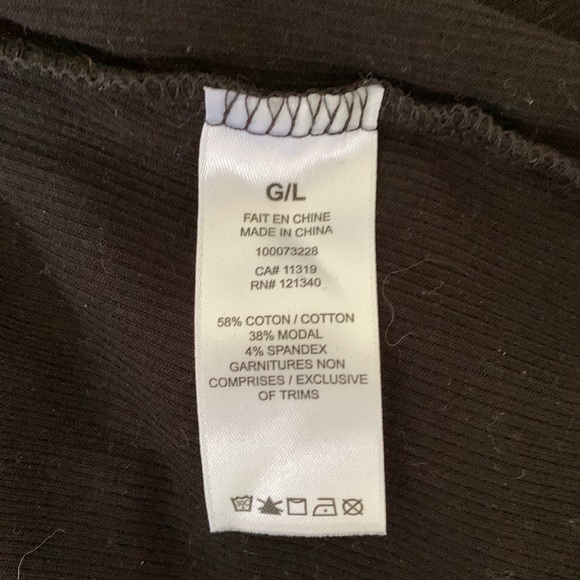 G/L
FAIT EN CHINE
MADE IN CHINA
100073228
CA# 11319
RN# 121340
58% COTON / COTTON
38% MODAL
4% SPANDEX
GARNITURES NON
COMPRISES / EXCLUSIVE
OF TRIMS